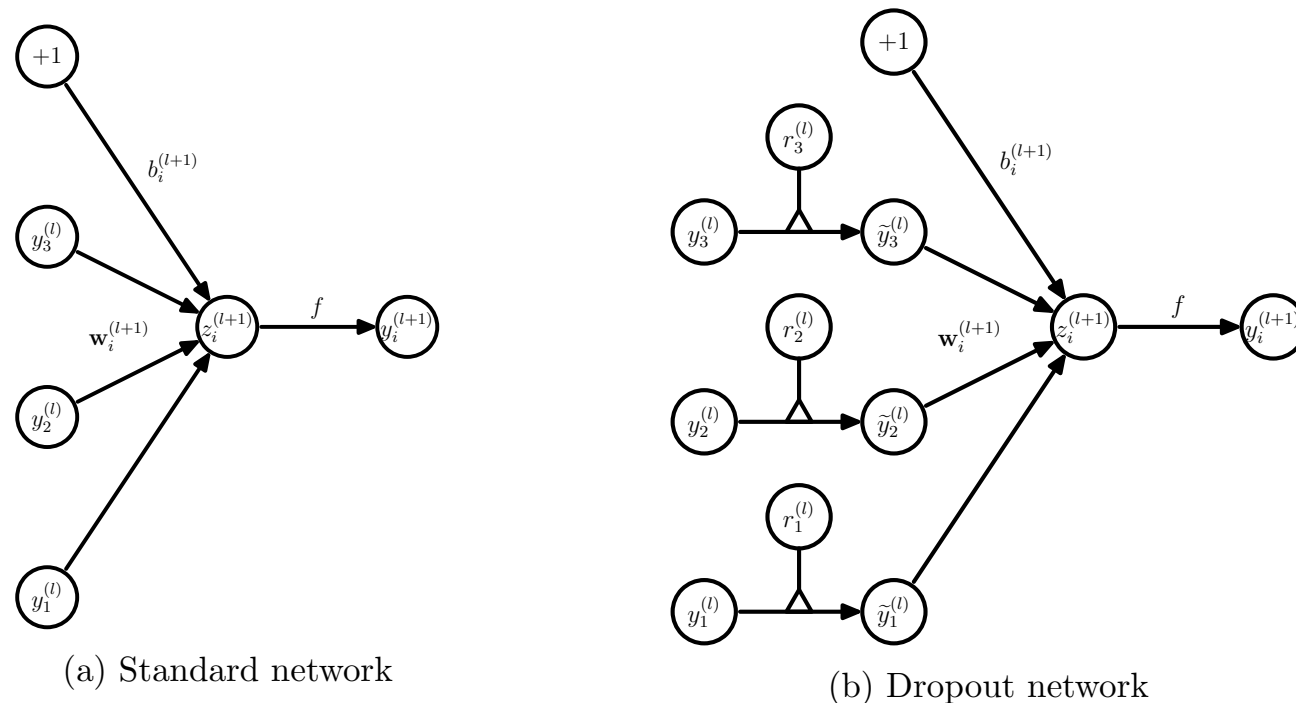 +1
b_i^{(l+1)}
y_3^{(l)}
w_i^{(l+1)}
z_i^{(l+1)}
f
y_i^{(l+1)}
y_2^{(l)}
y_1^{(l)}
(a) Standard network
+1
r_3^{(l)}
b_i^{(l+1)}
y_3^{(l)}
ỹ_3^{(l)}
r_2^{(l)}
w_i^{(l+1)}
z_i^{(l+1)}
f
y_i^{(l+1)}
y_2^{(l)}
ỹ_2^{(l)}
r_1^{(l)}
y_1^{(l)}
ỹ_1^{(l)}
(b) Dropout network